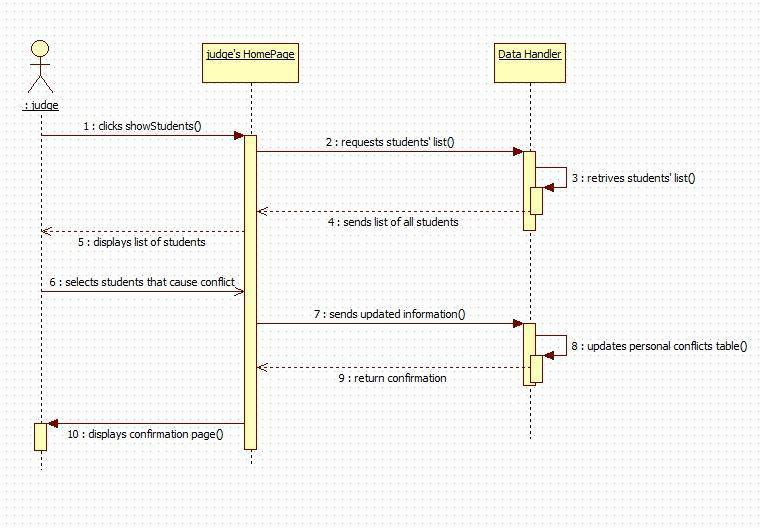 judge's HomePage
Data Handler
: judge
1 : clicks showStudents()
2 : requests students' list()
3 : retrives students' list()
4 : sends list of all students
5 : displays list of students
6 : selects students that cause conflict
7 : sends updated information()
8 : updates personal conflicts table()
9 : return confirmation
10 : displays confirmation page()